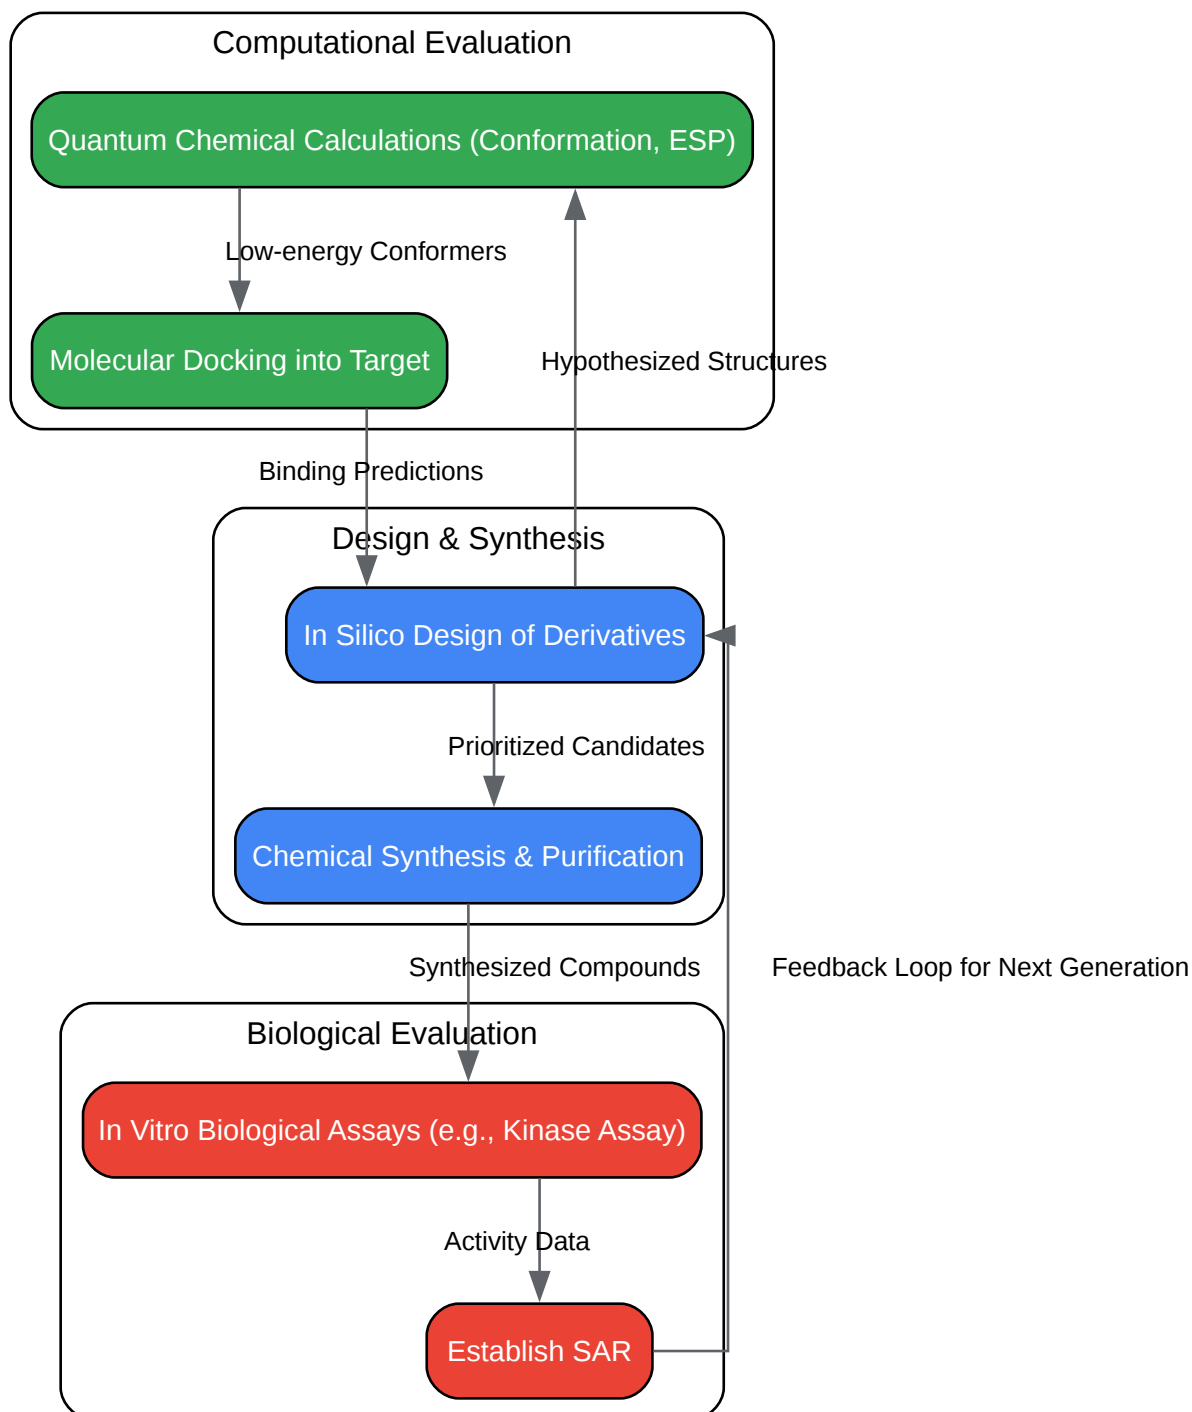 Computational Evaluation
Quantum Chemical Calculations (Conformation, ESP)
Low-energy Conformers
Molecular Docking into Target
Hypothesized Structures
Binding Predictions
Design & Synthesis
In Silico Design of Derivatives
Prioritized Candidates
Chemical Synthesis & Purification
Synthesized Compounds
Feedback Loop for Next Generation
Biological Evaluation
In Vitro Biological Assays (e.g., Kinase Assay)
Activity Data
Establish SAR